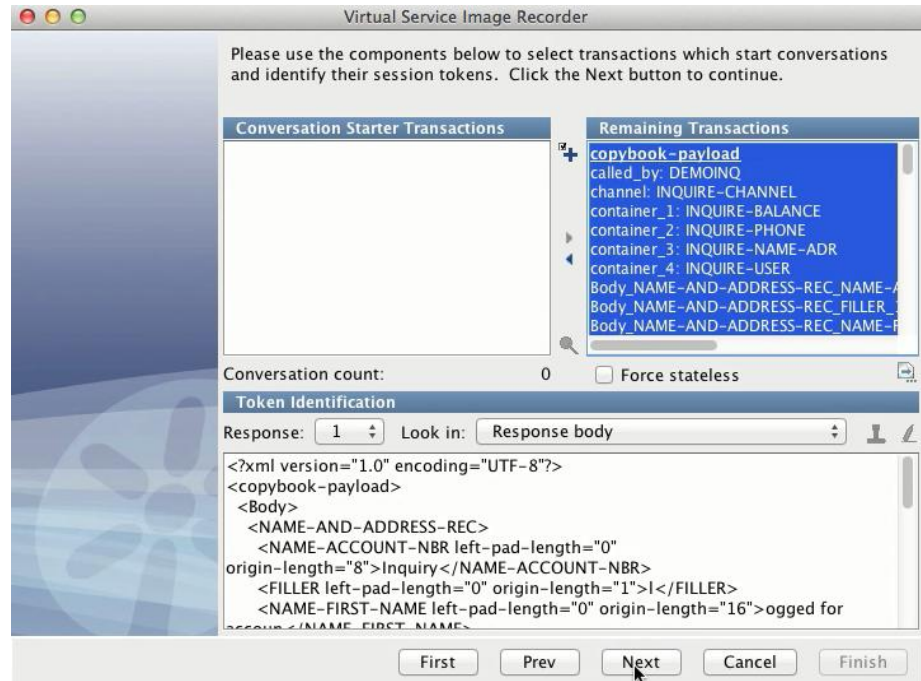 Virtual Service Image Recorder
Please use the components below to select transactions which start conversations
and identify their session tokens. Click the Next button to continue.
Conversation Starter Transactions
Remaining Transactions
copybook-payload
called_by: DEMOINQ
channel: INQUIRE-CHANNEL
container_1: INQUIRE-BALANCE
container_2: INQUIRE-PHONE
container_3: INQUIRE-NAME-ADR
container_4: INQUIRE-USER
Body_NAME-AND-ADDRESS-REC_NAME-
Body_NAME-AND-ADDRESS-REC_FILLER_
Body_NAME-AND-ADDRESS-REC_NAME-
Conversation count: 0
Force stateless
Token Identification
Response: 1 Look in: Response body
<?xml version="1.0" encoding="UTF-8"?>
<copybook-payload>
<Body>
<NAME-AND-ADDRESS-REC>
<NAME-ACCOUNT-NBR left-pad-length="0"
origin-length="8">Inquiry</NAME-ACCOUNT-NBR>
<FILLER left-pad-length="0" origin-length="1">l</FILLER>
<NAME-FIRST-NAME left-pad-length="0" origin-length="16">ogged for
accoun</NAME-FIRST-NAME>
First Prev Next Cancel Finish